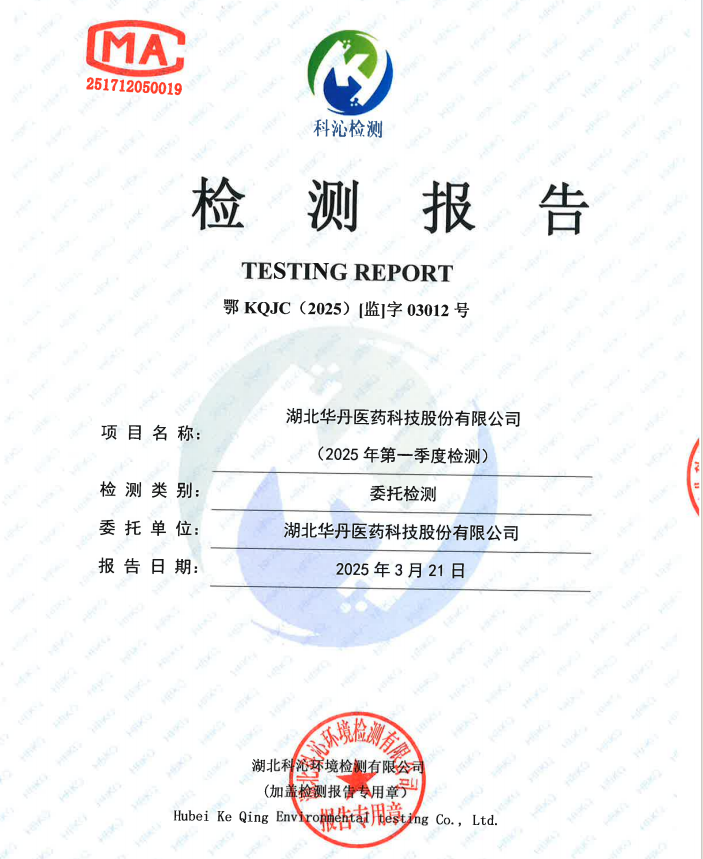 MA
251712050019
科沁检测
检测报告
TESTING REPORT
鄂 KQJC（2025）[监]字 03012 号
项目名称： 湖北华丹医药科技股份有限公司
（2025 年第一季度检测）
检测类别： 委托检测
委托单位： 湖北华丹医药科技股份有限公司
报告日期： 2025 年 3 月 21 日
湖北科沁环境检测有限公司
湖北科沁环境检测有限公司
（加盖检测报告专用章）
报告专用章
Hubei Ke Qing Environmental testing Co., Ltd.